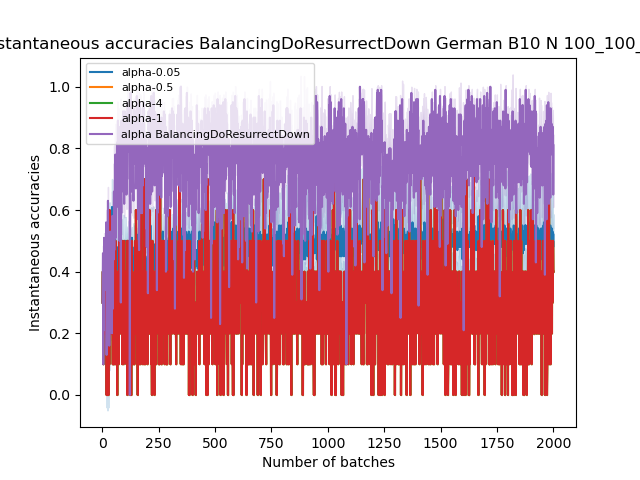 stantaneous accuracies BalancingDoResurrectDown German B10 N 100_100_
alpha-0.05
alpha-0.5
alpha-4
alpha-1
alpha BalancingDoResurrectDown
Instantaneous accuracies
1.0
0.8
0.6
0.4
0.2
0.0
0 250 500 750 1000 1250 1500 1750 2000
Number of batches